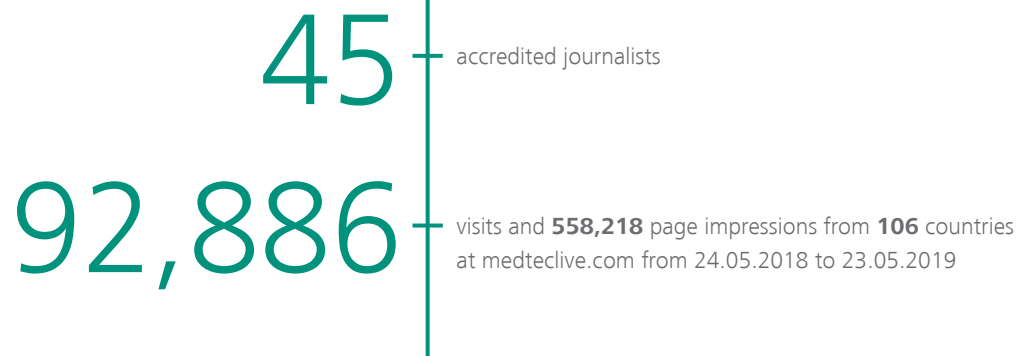 45
accredited journalists
92,886
visits and 558,218 page impressions from 106 countries
at medteclive.com from 24.05.2018 to 23.05.2019